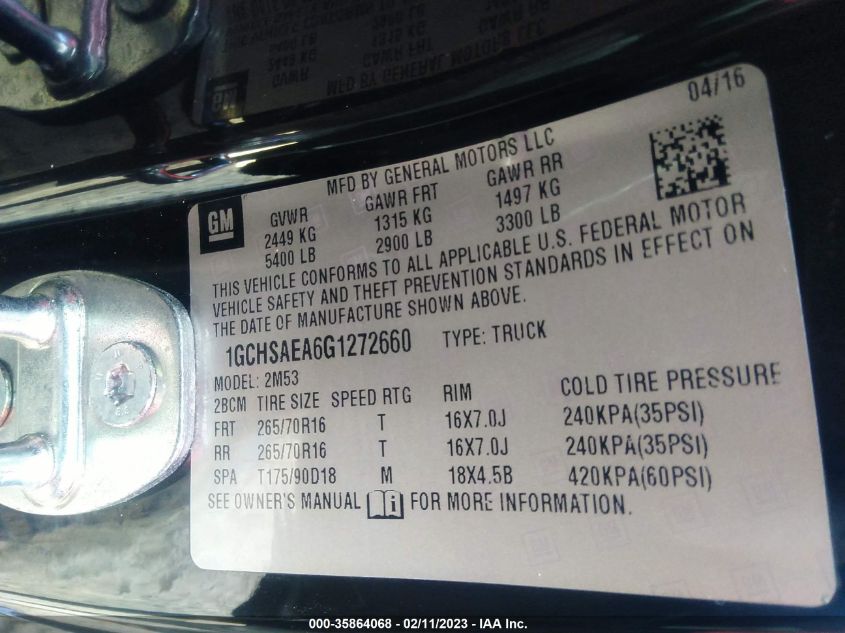 04/16
MFD BY GENERAL MOTORS LLC
GM
GVWR GAWR FRT GAWR RR
2449 KG 1315 KG 1497 KG
5400 LB 2900 LB 3300 LB
THIS VEHICLE CONFORMS TO ALL APPLICABLE U.S. FEDERAL MOTOR
VEHICLE SAFETY AND THEFT PREVENTION STANDARDS IN EFFECT ON
THE DATE OF MANUFACTURE SHOWN ABOVE.
1GCHSAEA6G1272660 TYPE: TRUCK
MODEL: 2M53
2BCM TIRE SIZE SPEED RTG RIM COLD TIRE PRESSURE
FRT 265/70R16 T 16X7.0J 240KPA(35PSI)
RR 265/70R16 T 16X7.0J 240KPA(35PSI)
SPA T175/90D18 M 18X4.5B 420KPA(60PSI)
SEE OWNER'S MANUAL FOR MORE INFORMATION.
000-35864068 - 02/11/2023 - IAA Inc.